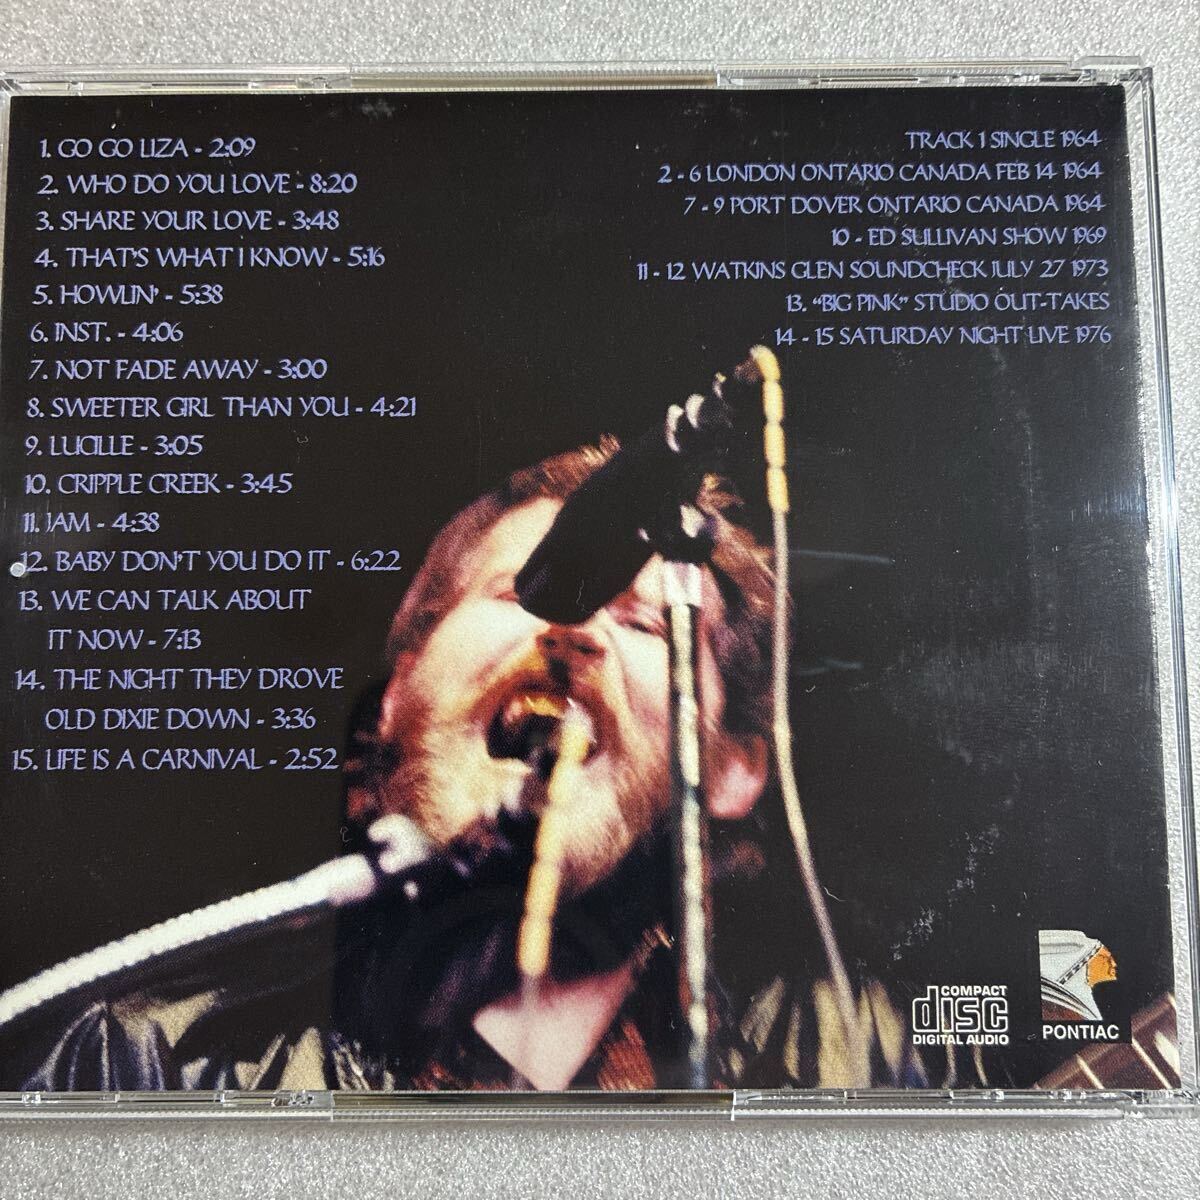 1. GO GO LIZA - 2:09
2. WHO DO YOU LOVE - 8:20
3. SHARE YOUR LOVE - 3:48
4. THAT'S WHAT I KNOW - 5:16
5. HOWLIN' - 5:38
6. INST. - 4:06
7. NOT FADE AWAY - 3:00
8. SWEETER GIRL THAN YOU - 4:21
9. LUCILLE - 3:05
10. CRIPPLE CREEK - 3:45
11. JAM - 4:38
12. BABY DON'T YOU DO IT - 6:22
13. WE CAN TALK ABOUT
IT NOW - 7:13
14. THE NIGHT THEY DROVE
OLD DIXIE DOWN - 3:36
15. LIFE IS A CARNIVAL - 2:52
TRACK 1 SINGLE 1964
2 - 6 LONDON ONTARIO CANADA FEB 14 1964
7 - 9 PORT DOVER ONTARIO CANADA 1964
10 - ED SULLIVAN SHOW 1969
11 - 12 WATKINS GLEN SOUNDCHECK JULY 27 1973
13. "BIG PINK" STUDIO OUT-TAKES
14 - 15 SATURDAY NIGHT LIVE 1976
COMPACT
disc
DIGITAL AUDIO
PONTIAC